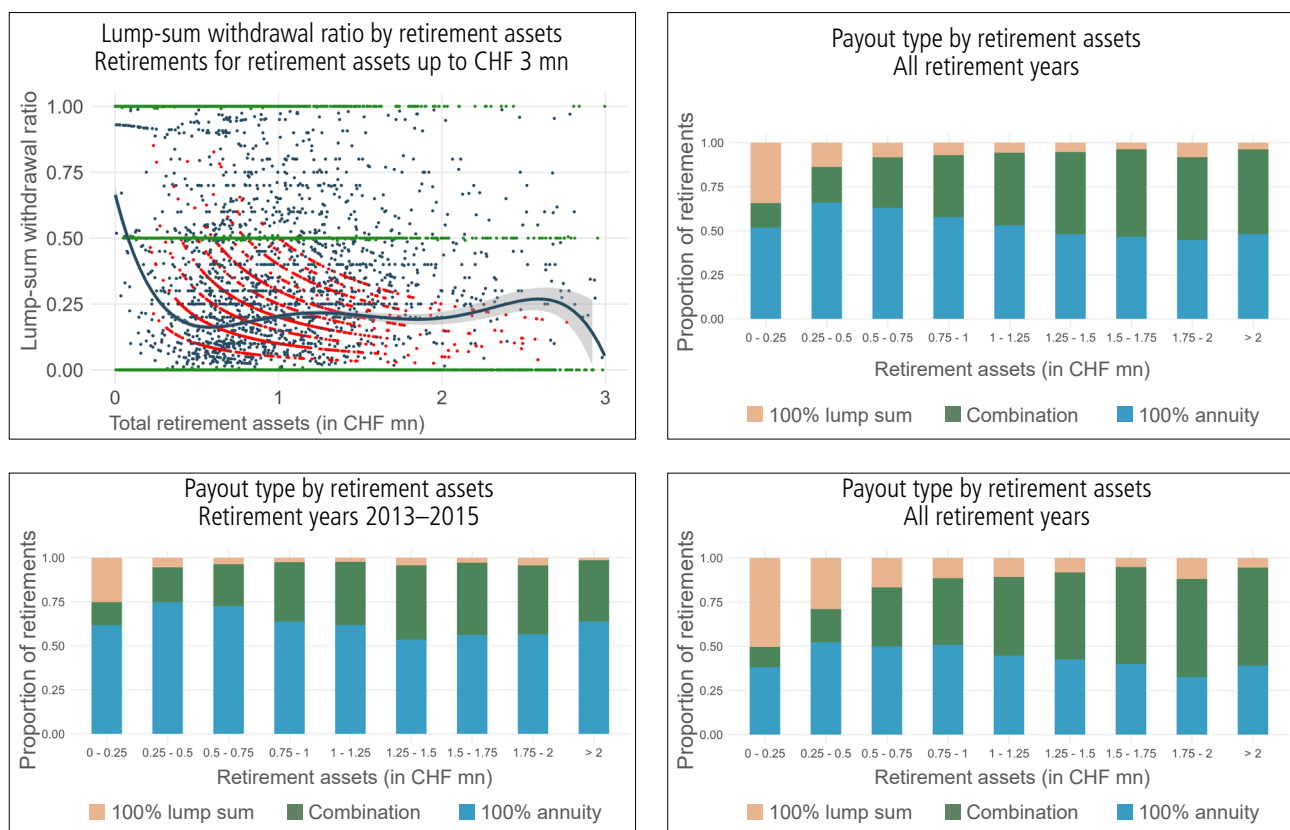 Lump-sum withdrawal ratio by retirement assets
Retirements for retirement assets up to CHF 3 mn
Lump-sum withdrawal ratio
1.00
0.75
0.50
0.25
0.00
0 1 2 3
Total retirement assets (in CHF mn)
Payout type by retirement assets
All retirement years
Proportion of retirements
1.00
0.75
0.50
0.25
0.00
0 - 0.25 0.25 - 0.5 0.5 - 0.75 0.75 - 1 1 - 1.25 1.25 - 1.5 1.5 - 1.75 1.75 - 2 > 2
Retirement assets (in CHF mn)
100% lump sum Combination 100% annuity
Payout type by retirement assets
Retirement years 2013–2015
Proportion of retirements
1.00
0.75
0.50
0.25
0.00
0 - 0.25 0.25 - 0.5 0.5 - 0.75 0.75 - 1 1 - 1.25 1.25 - 1.5 1.5 - 1.75 1.75 - 2 > 2
Retirement assets (in CHF mn)
100% lump sum Combination 100% annuity
Payout type by retirement assets
All retirement years
Proportion of retirements
1.00
0.75
0.50
0.25
0.00
0 - 0.25 0.25 - 0.5 0.5 - 0.75 0.75 - 1 1 - 1.25 1.25 - 1.5 1.5 - 1.75 1.75 - 2 > 2
Retirement assets (in CHF mn)
100% lump sum Combination 100% annuity